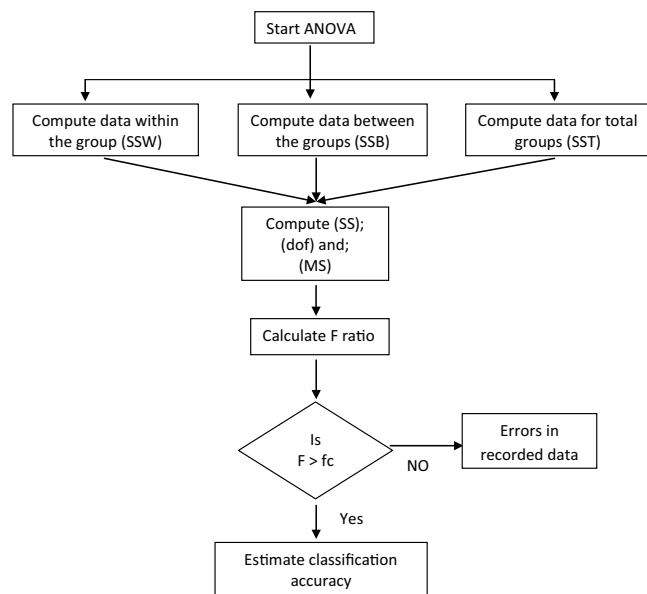 Start ANOVA
Compute data within
the group (SSW)
Compute data between
the groups (SSB)
Compute data for total
groups (SST)
Compute (SS);
(dof) and;
(MS)
Calculate F ratio
Is
F > fc
NO
Errors in
recorded data
Yes
Estimate classification
accuracy